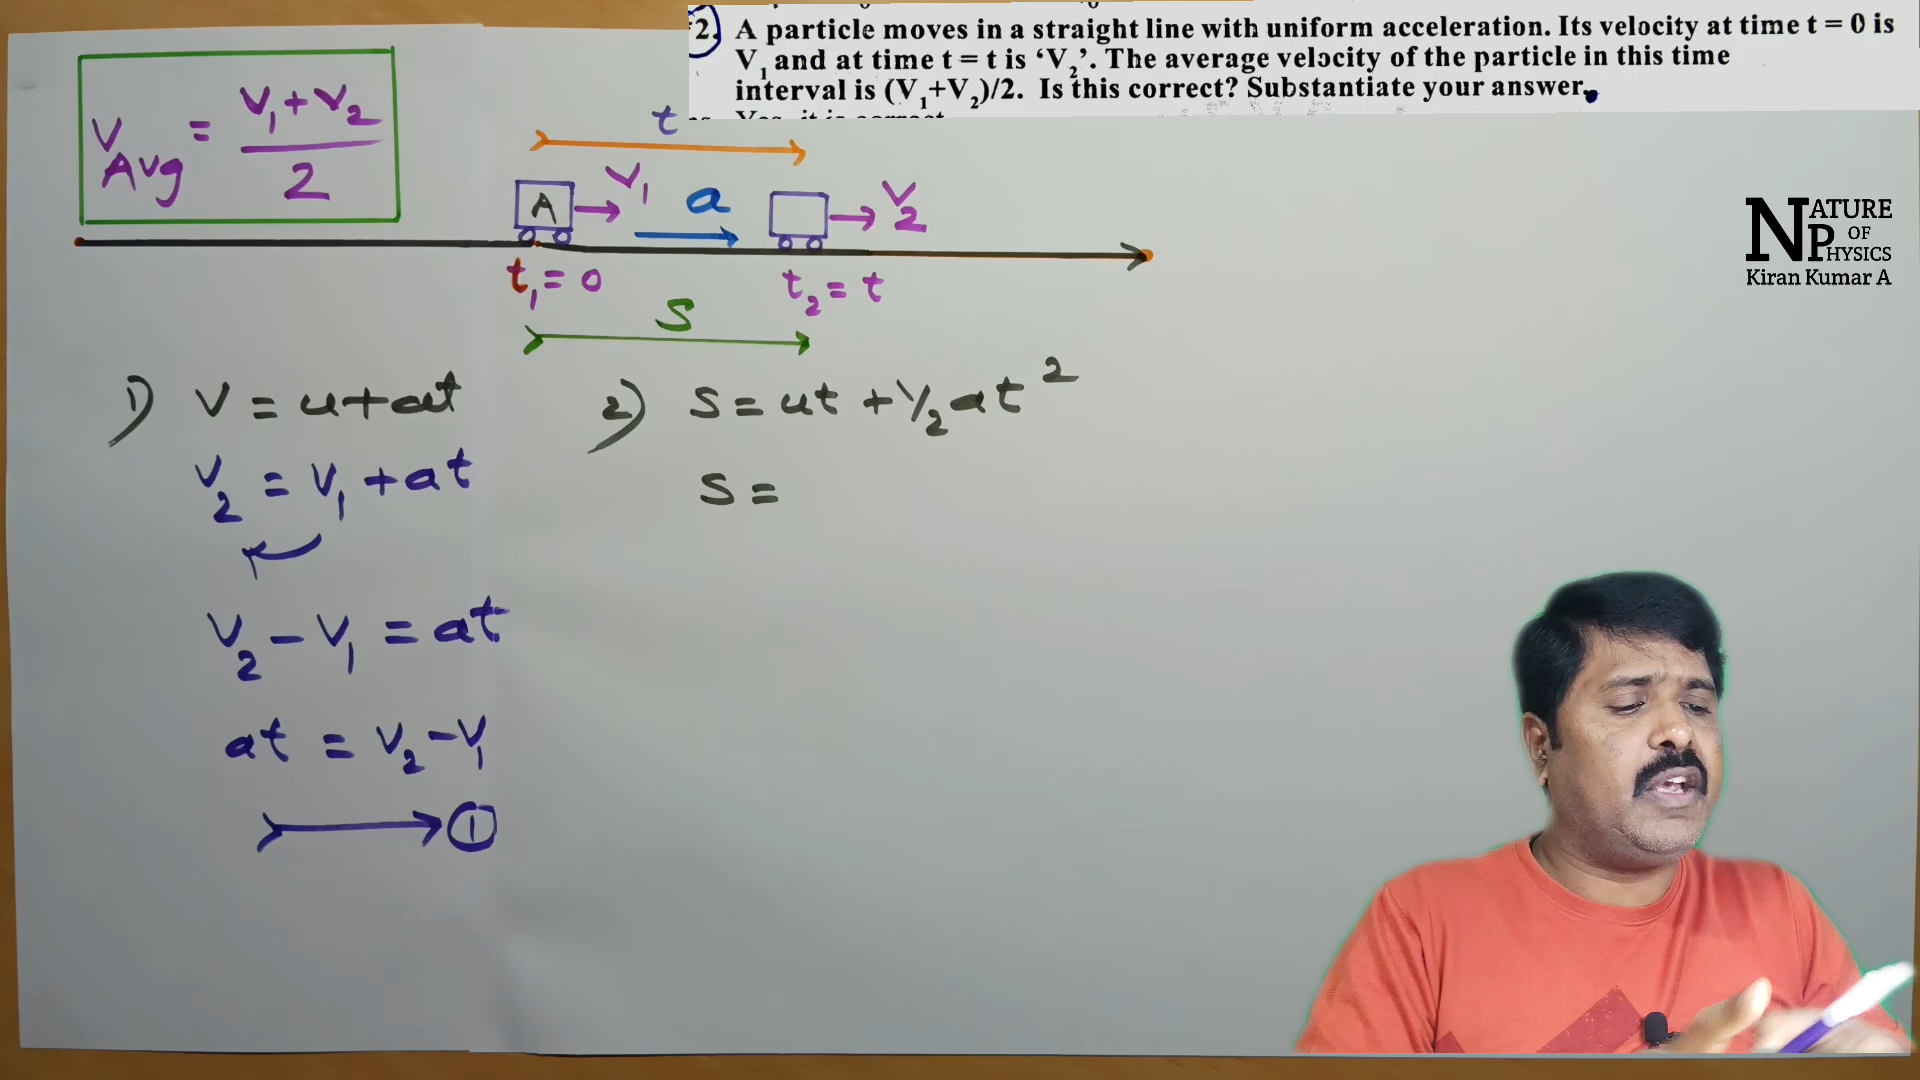 2. A particle moves in a straight line with uniform acceleration. Its velocity at time t = 0 is
V₁ and at time t = t is ‘V₂’. The average velocity of the particle in this time
interval is (V₁+V₂)/2. Is this correct? Substantiate your answer.
V Avg = V₁+V₂ / 2
t
A V₁ a V₂
t₁ = 0 t₂ = t
S
NATURE
OF
PHYSICS
Kiran Kumar A
1) V = u+at
V₂ = V₁ + at
V₂ - V₁ = at
at = V₂ - V₁
1
2) S = ut + 1/2 at²
S =